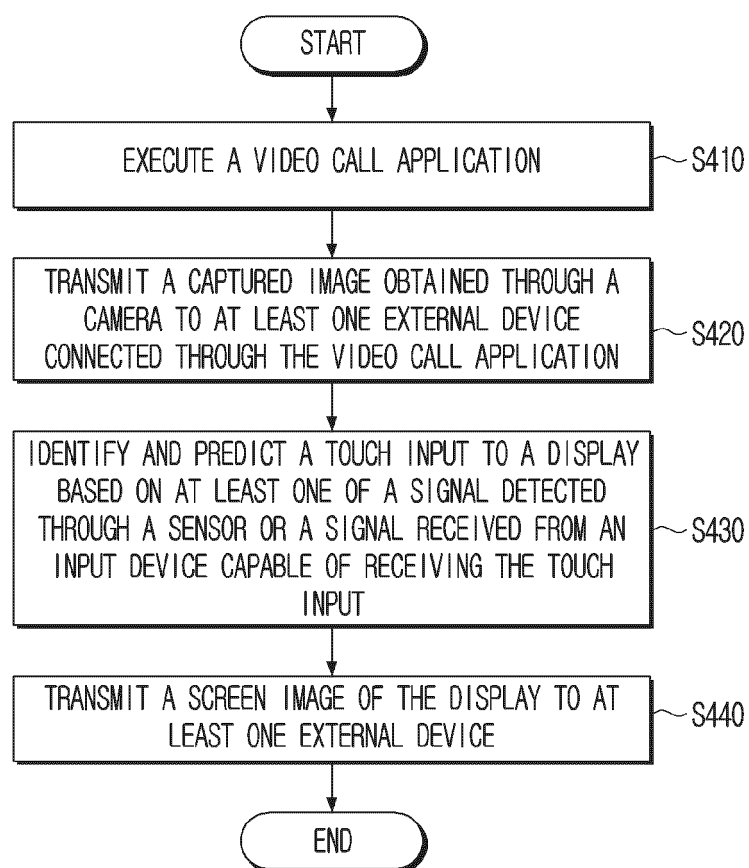 START
EXECUTE A VIDEO CALL APPLICATION
S410
TRANSMIT A CAPTURED IMAGE OBTAINED THROUGH A
CAMERA TO AT LEAST ONE EXTERNAL DEVICE
CONNECTED THROUGH THE VIDEO CALL APPLICATION
S420
IDENTIFY AND PREDICT A TOUCH INPUT TO A DISPLAY
BASED ON AT LEAST ONE OF A SIGNAL DETECTED
THROUGH A SENSOR OR A SIGNAL RECEIVED FROM AN
INPUT DEVICE CAPABLE OF RECEIVING THE TOUCH
INPUT
S430
TRANSMIT A SCREEN IMAGE OF THE DISPLAY TO AT
LEAST ONE EXTERNAL DEVICE
S440
END